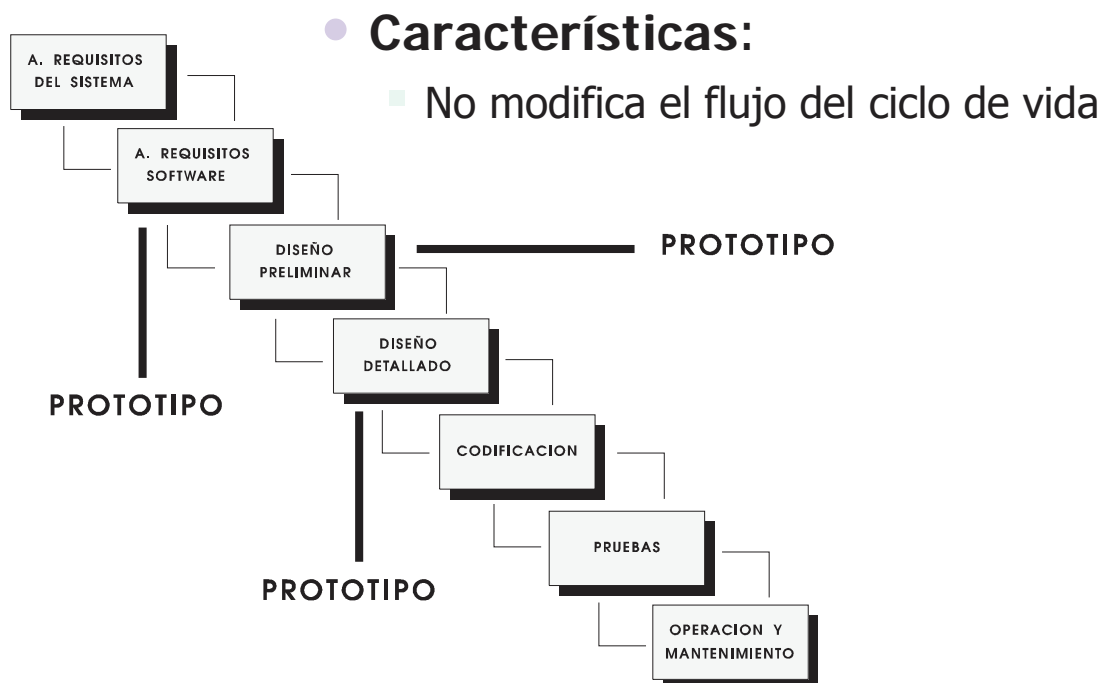 Características:
No modifica el flujo del ciclo de vida
A. REQUISITOS
DEL SISTEMA
A. REQUISITOS
SOFTWARE
DISEÑO
PRELIMINAR
PROTOTIPO
DISEÑO
DETALLADO
PROTOTIPO
CODIFICACION
PRUEBAS
PROTOTIPO
OPERACION Y
MANTENIMIENTO